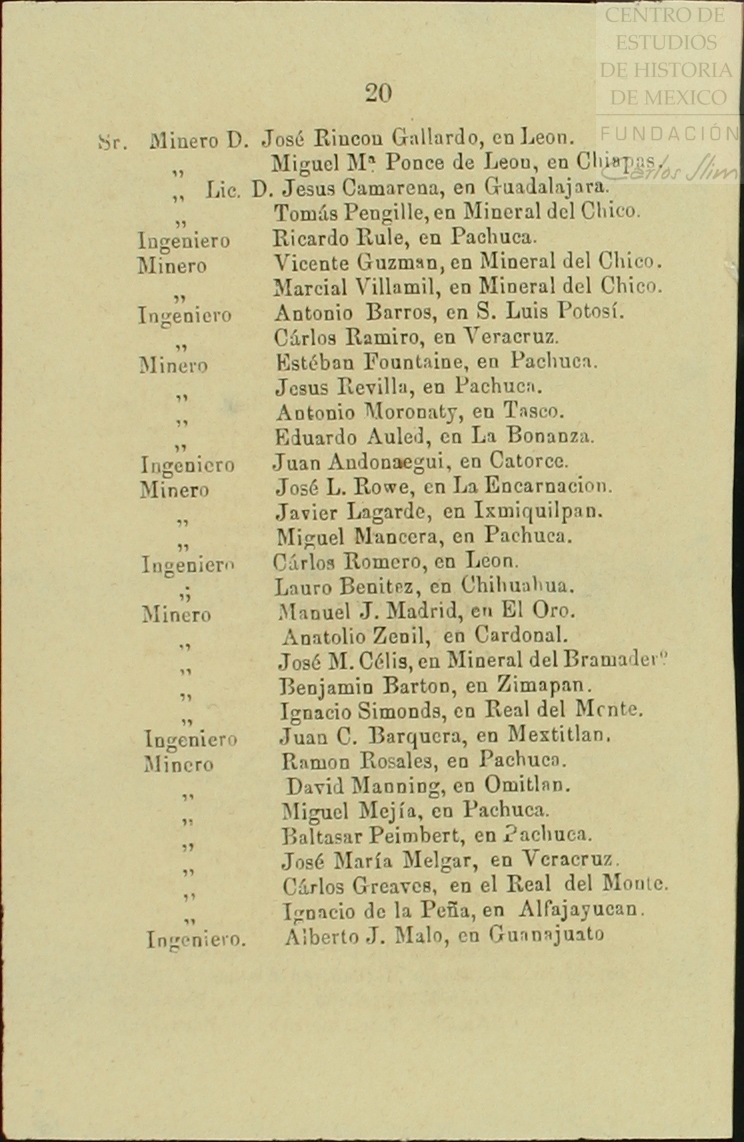 CENTRO DE
ESTUDIOS
DE HISTORIA
DE MEXICO
FUNDACIÓN
Carlos Slim
20
Sr. Minero D. José Rincon Gallardo, en Leon.
„ Miguel Mª Ponce de Leon, en Chiapas.
„ Lic. D. Jesus Camarena, en Guadalajara.
„ Tomás Pengille, en Mineral del Chico.
Ingeniero Ricardo Rule, en Pachuca.
Minero Vicente Guzman, en Mineral del Chico.
„ Marcial Villamil, en Mineral del Chico.
Ingeniero Antonio Barros, en S. Luis Potosí.
„ Cárlos Ramiro, en Veracruz.
Minero Estéban Fountaine, en Pachuca.
„ Jesus Revilla, en Pachuca.
„ Antonio Moronaty, en Tasco.
„ Eduardo Auled, en La Bonanza.
Ingeniero Juan Andonaegui, en Catorce.
Minero José L. Rowe, en La Encarnacion.
„ Javier Lagarde, en Ixmiquilpan.
„ Miguel Mancera, en Pachuca.
Ingeniero Cárlos Romero, en Leon.
„ Lauro Benitez, en Chihuahua.
Minero Manuel J. Madrid, en El Oro.
„ Anatolio Zenil, en Cardonal.
„ José M. Célis, en Mineral del Bramaderº
„ Benjamin Barton, en Zimapan.
„ Ignacio Simonds, en Real del Monte.
Ingeniero Juan C. Barquera, en Mextitlan.
Minero Ramon Rosales, en Pachuca.
„ David Manning, en Omitlan.
„ Miguel Mejía, en Pachuca.
„ Baltasar Peimbert, en Pachuca.
„ José María Melgar, en Veracruz.
„ Cárlos Greaves, en el Real del Monte.
„ Ignacio de la Peña, en Alfajayucan.
Ingeniero. Alberto J. Malo, en Guanajuato